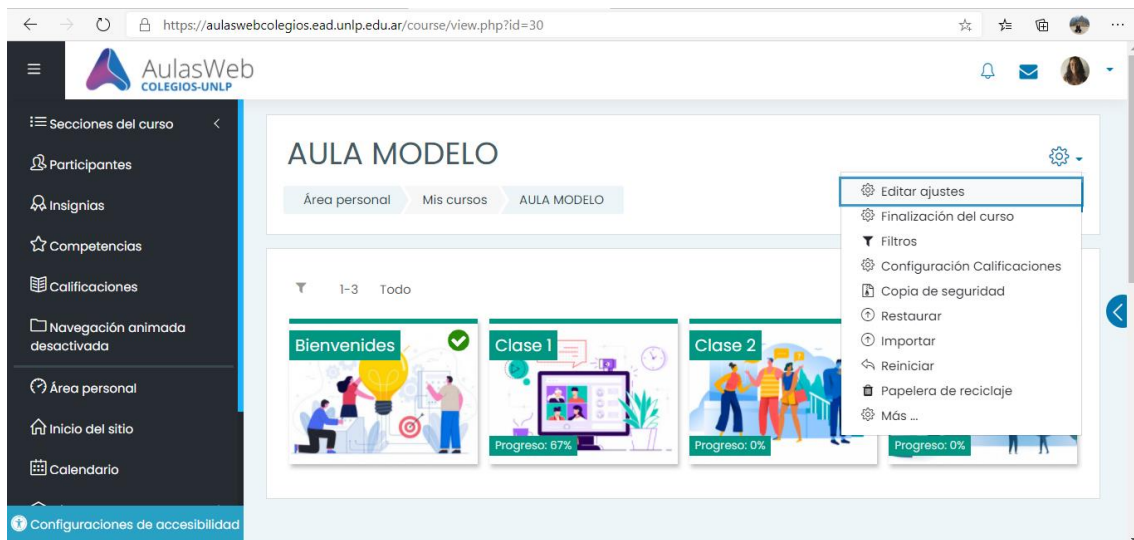 https://aulaswebcolegios.ead.unlp.edu.ar/course/view.php?id=30
AulasWeb
COLEGIOS-UNLP
Secciones del curso
Participantes
Insignias
Competencias
Calificaciones
Navegación animada
desactivada
Área personal
Inicio del sitio
Calendario
Configuraciones de accesibilidad
AULA MODELO
Área personal
Mis cursos
AULA MODELO
Editar ajustes
Finalización del curso
Filtros
Configuración Calificaciones
Copia de seguridad
Restaurar
Importar
Reiniciar
Papelera de reciclaje
Más ...
1-3 Todo
Bienvenides
Clase 1
Progreso: 67%
Clase 2
Progreso: 0%
Progreso: 0%